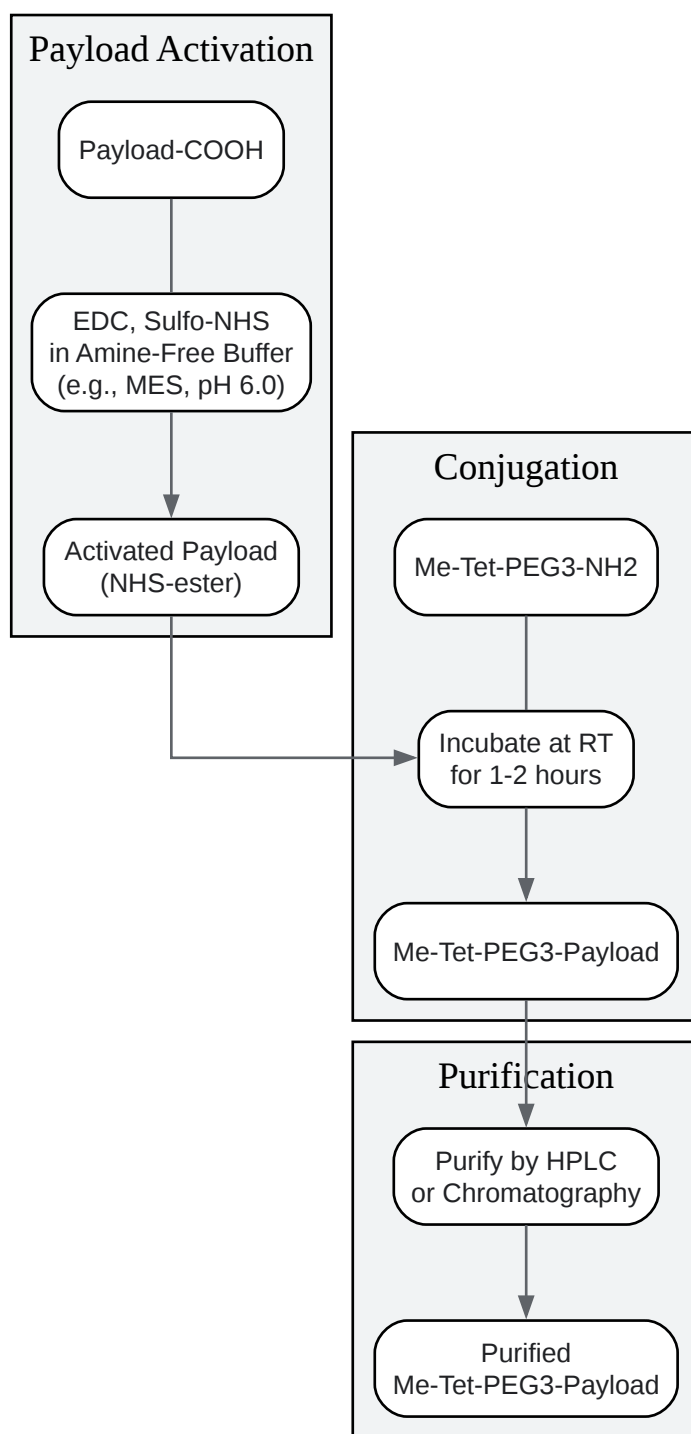 Payload Activation
Payload-COOH
EDC, Sulfo-NHS
in Amine-Free Buffer
(e.g., MES, pH 6.0)
Activated Payload
(NHS-ester)
Conjugation
Me-Tet-PEG3-NH2
Incubate at RT
for 1-2 hours
Me-Tet-PEG3-Payload
Purification
Purify by HPLC
or Chromatography
Purified
Me-Tet-PEG3-Payload